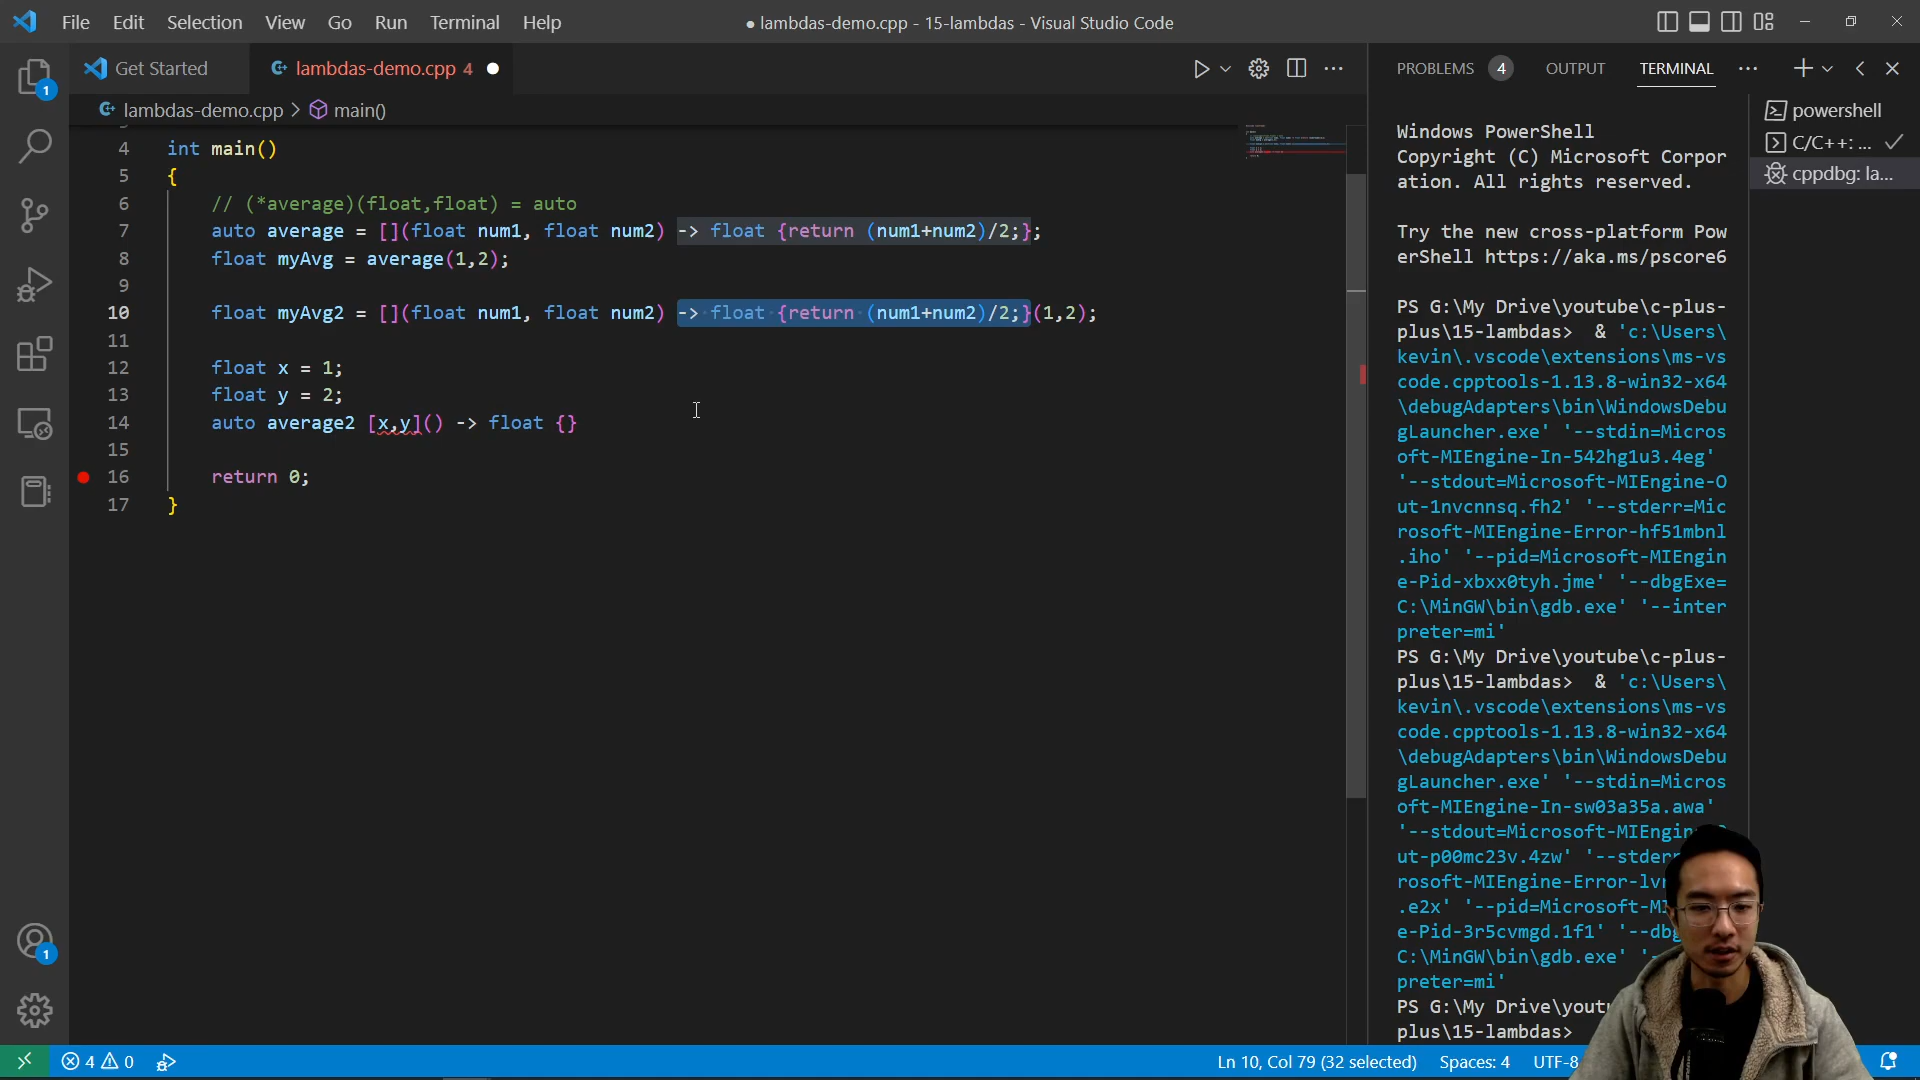 File Edit Selection View Go Run Terminal Help
● lambdas-demo.cpp - 15-lambdas - Visual Studio Code
Get Started
lambdas-demo.cpp 4
lambdas-demo.cpp > main()
4 int main()
5 {
6 // (*average)(float,float) = auto
7 auto average = [](float num1, float num2) -> float {return (num1+num2)/2;};
8 float myAvg = average(1,2);
9
10 float myAvg2 = [](float num1, float num2) -> float {return (num1+num2)/2;}(1,2);
11
12 float x = 1;
13 float y = 2;
14 auto average2 [x,y]() -> float {}
15
16 return 0;
17 }
PROBLEMS 4 OUTPUT TERMINAL
powershell
C/C++: ...
cppdbg: la...
Windows PowerShell
Copyright (C) Microsoft Corpor
ation. All rights reserved.
Try the new cross-platform Pow
erShell https://aka.ms/pscore6
PS G:\My Drive\youtube\c-plus-
plus\15-lambdas> & 'c:\Users\
kevin\.vscode\extensions\ms-vs
code.cpptools-1.13.8-win32-x64
\debugAdapters\bin\WindowsDebu
gLauncher.exe' '--stdin=Micros
oft-MIEngine-In-542hg1u3.4eg'
'--stdout=Microsoft-MIEngine-O
ut-1nvcnnsq.fh2' '--stderr=Mic
rosoft-MIEngine-Error-hf51mbnl
.iho' '--pid=Microsoft-MIEngin
e-Pid-xbxx0tyh.jme' '--dbgExe=
C:\MinGW\bin\gdb.exe' '--inter
preter=mi'
PS G:\My Drive\youtube\c-plus-
plus\15-lambdas> & 'c:\Users\
kevin\.vscode\extensions\ms-vs
code.cpptools-1.13.8-win32-x64
\debugAdapters\bin\WindowsDebu
gLauncher.exe' '--stdin=Micros
oft-MIEngine-In-sw03a35a.awa'
'--stdout=Microsoft-MIEngin
ut-p00mc23v.4zw' '--stder
rosoft-MIEngine-Error-lv
.e2x' '--pid=Microsoft-M
e-Pid-3r5cvmgd.1f1' '--db
C:\MinGW\bin\gdb.exe'
preter=mi'
PS G:\My Drive\yout
plus\15-lambdas>
1
1
4 0
Ln 10, Col 79 (32 selected) Spaces: 4 UTF-8